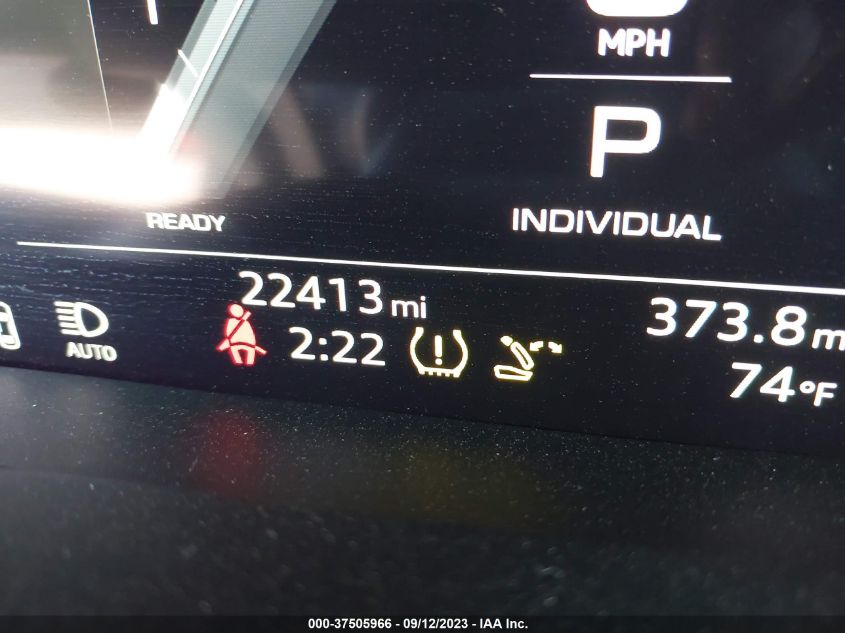 MPH
P
READY
INDIVIDUAL
22413 mi
373.8 m
AUTO
2:22
74°F
000-37505966 - 09/12/2023 - IAA Inc.